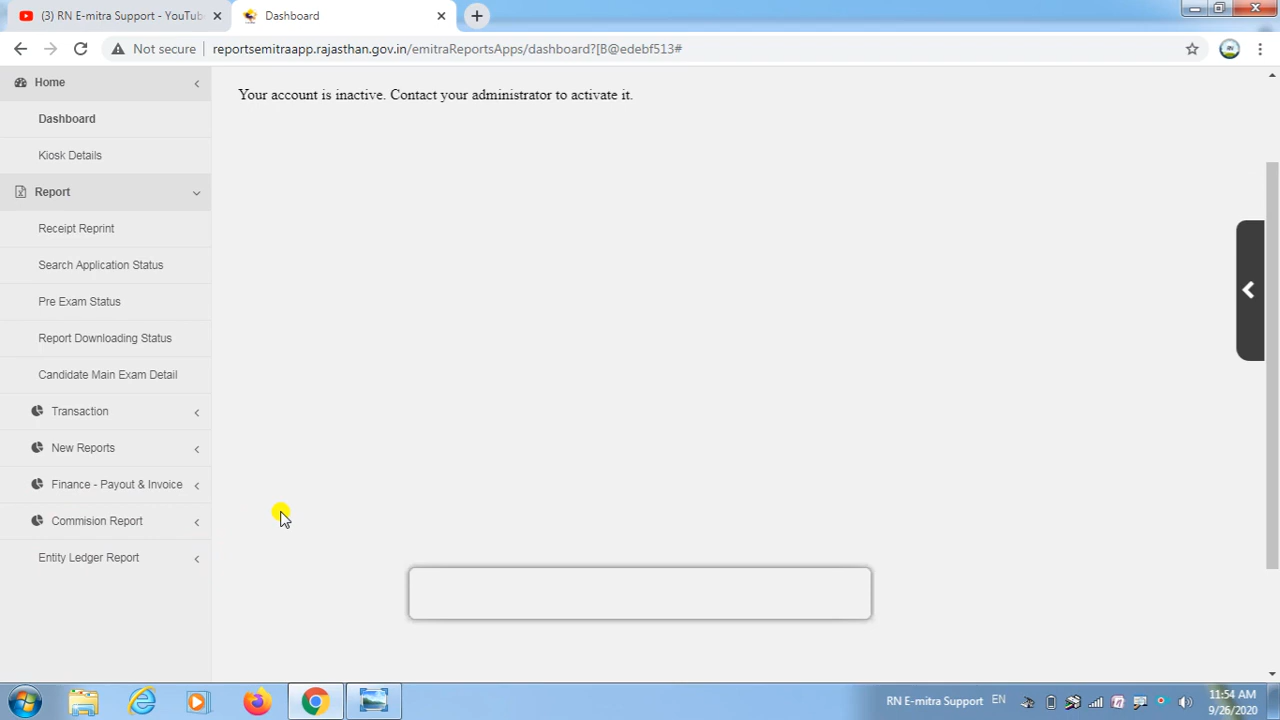 (3) RN E-mitra Support - YouTub
Dashboard
Not secure
reportsemitraapp.rajasthan.gov.in/emitraReportsApps/dashboard?[B@edebf513#
Home
Your account is inactive. Contact your administrator to activate it.
Dashboard
Kiosk Details
Report
Receipt Reprint
Search Application Status
Pre Exam Status
Report Downloading Status
Candidate Main Exam Detail
Transaction
New Reports
Finance - Payout & Invoice
Commision Report
Entity Ledger Report
RN E-mitra Support
EN
11:54 AM
9/26/2020